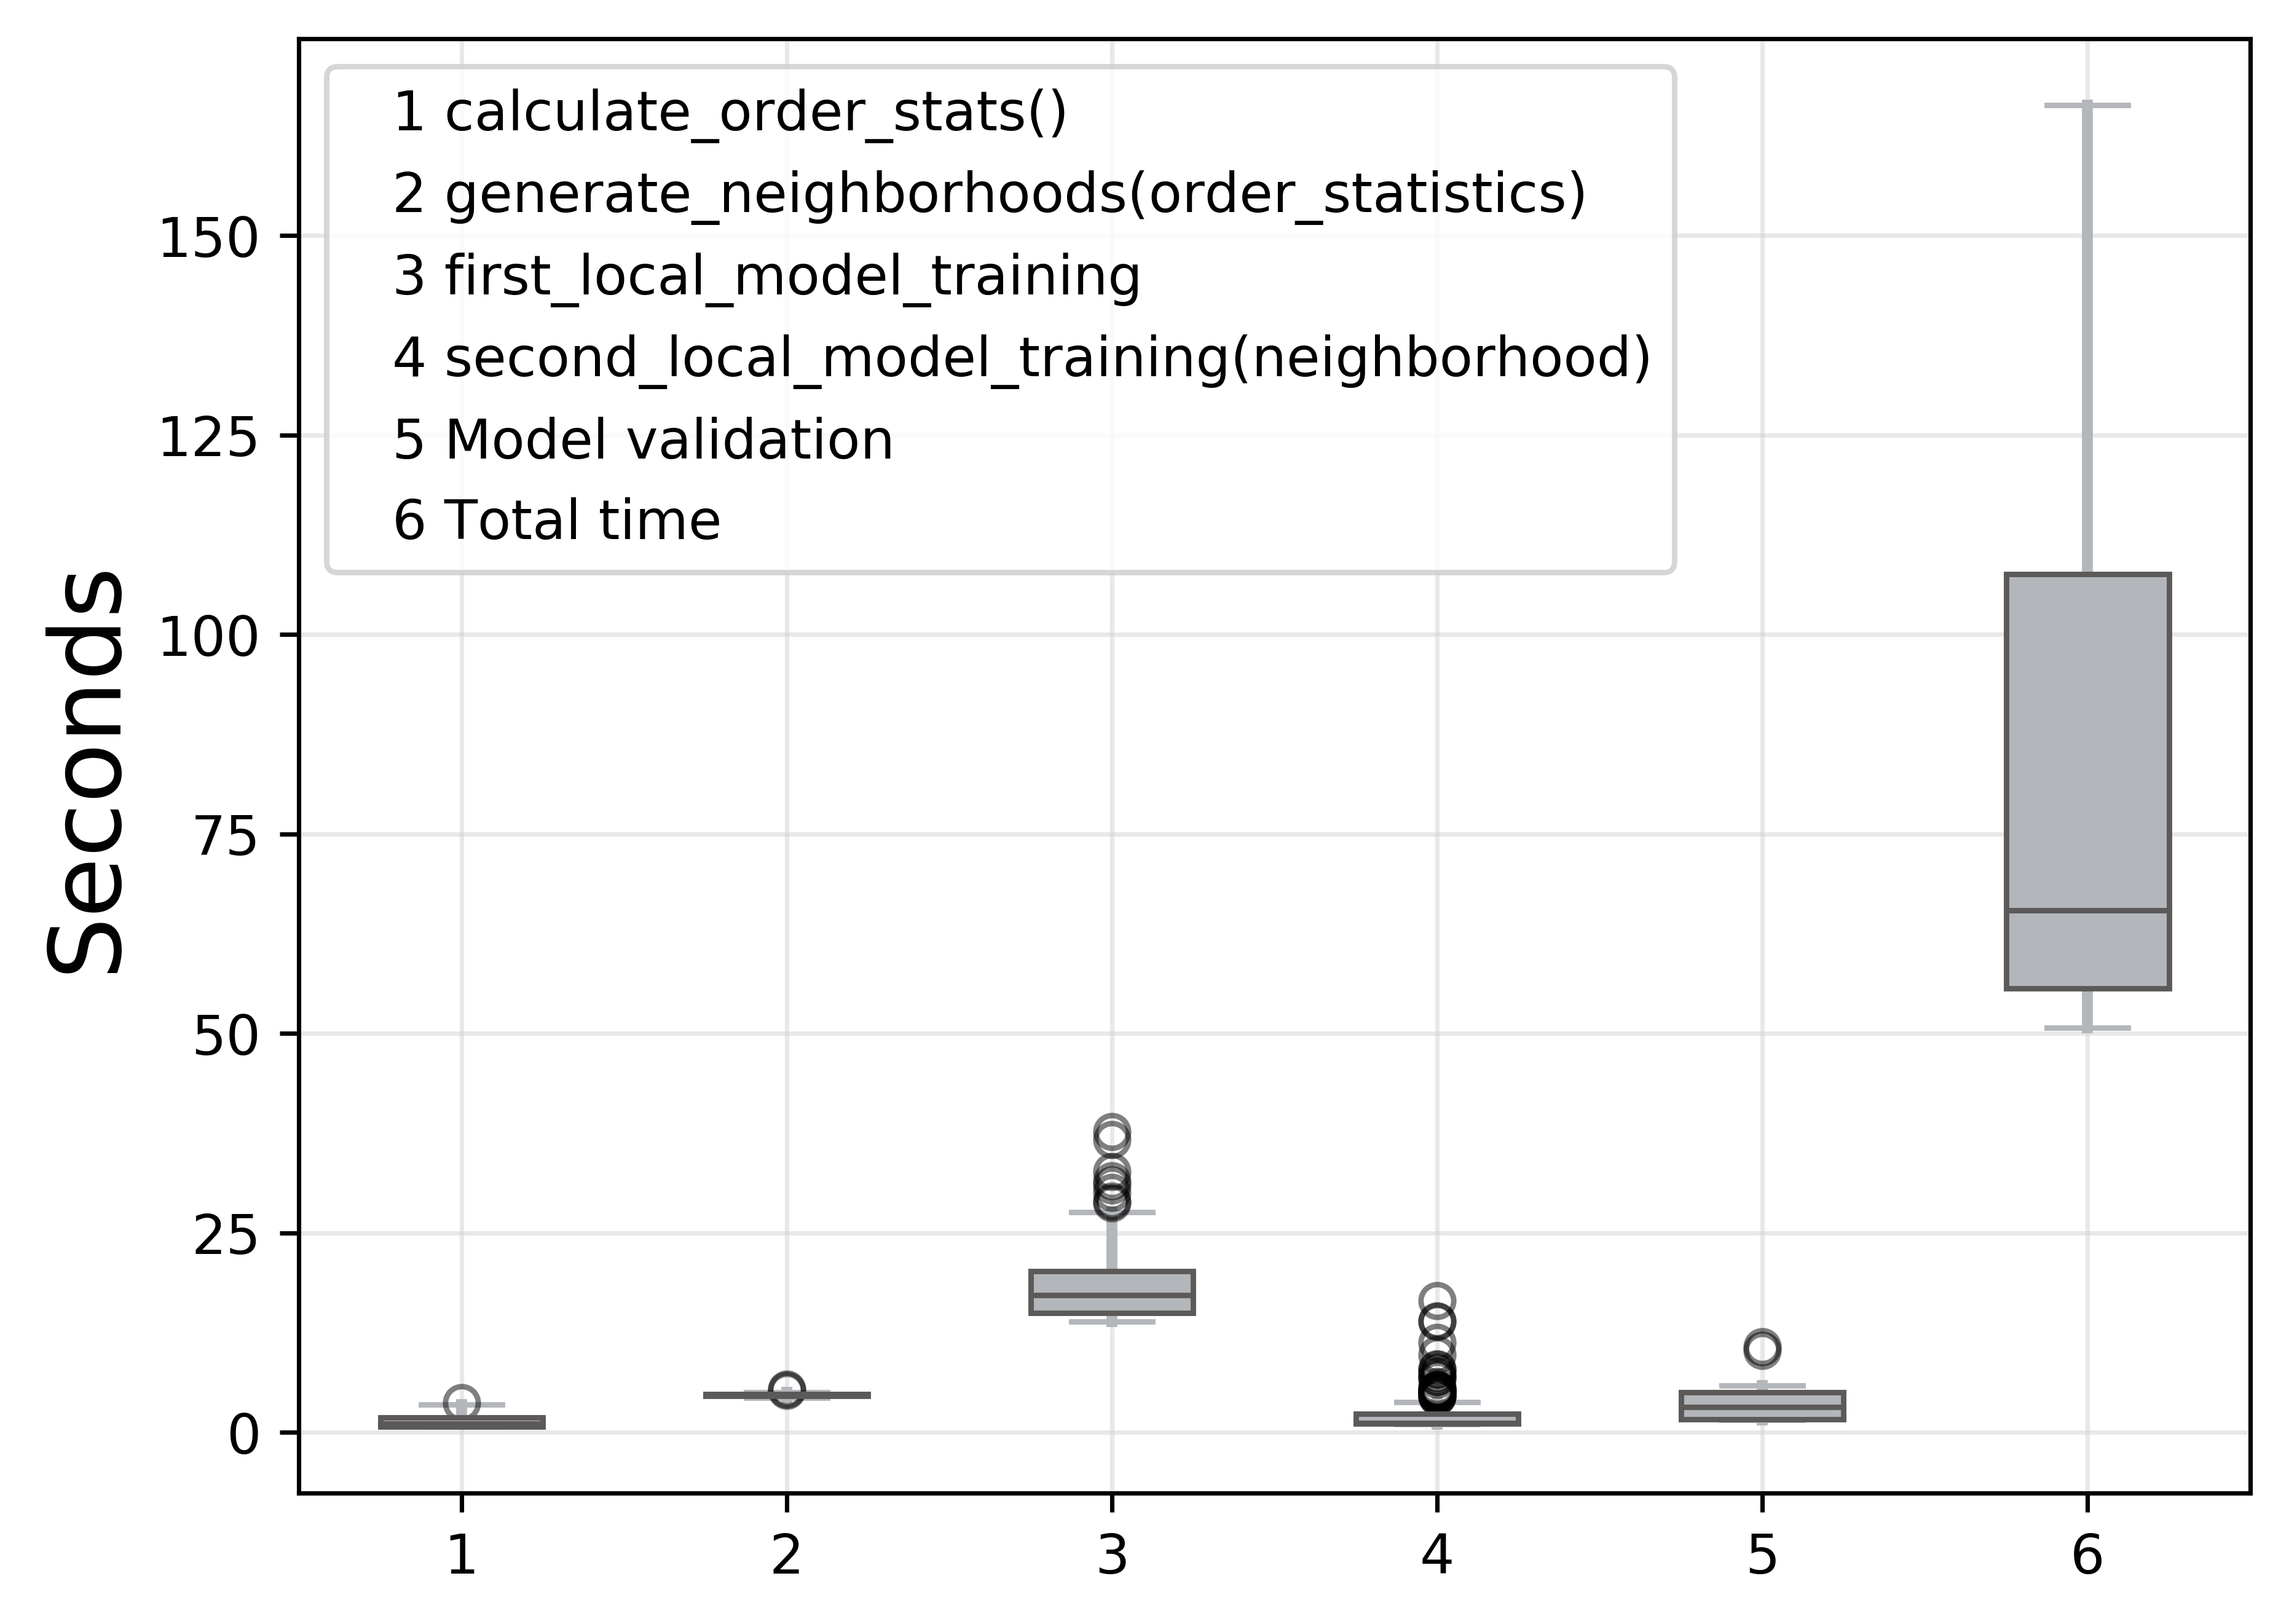 1 calculate_order_stats()
2 generate_neighborhoods(order_statistics)
3 first_local_model_training
4 second_local_model_training(neighborhood)
5 Model validation
6 Total time
Seconds
150
125
100
75
50
25
0
1 2 3 4 5 6